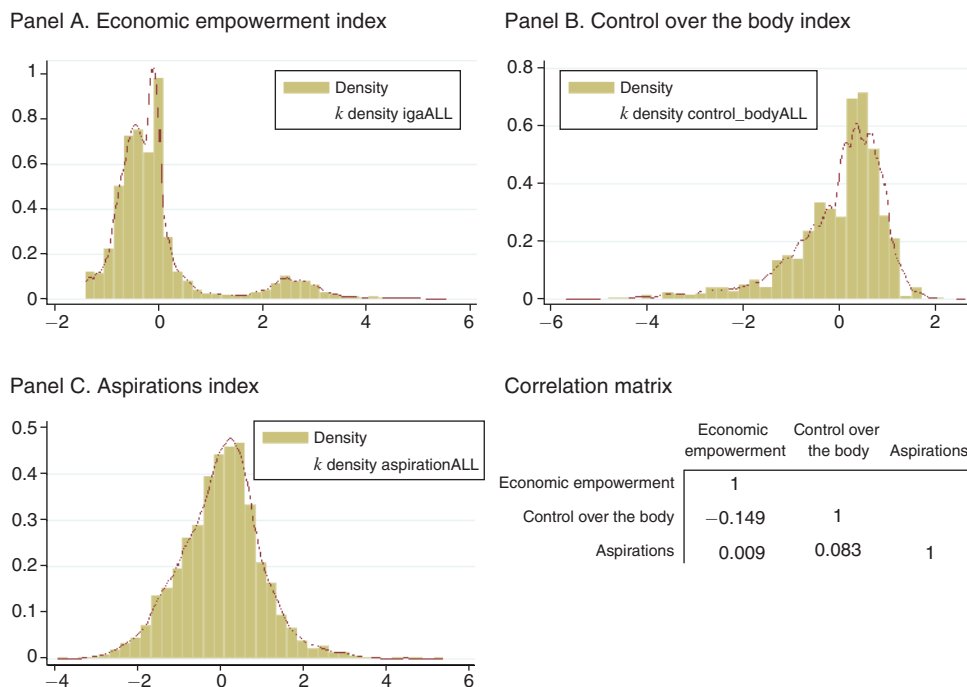 Panel A. Economic empowerment index
1
0.8
0.6
0.4
0.2
0
−2
0
2
4
6
Density
k density igaALL
Panel B. Control over the body index
0.8
0.6
0.4
0.2
0
−6
−4
−2
0
2
Density
k density control_bodyALL
Panel C. Aspirations index
0.5
0.4
0.3
0.2
0.1
0
−4
−2
0
2
4
6
Density
k density aspirationALL
Correlation matrix
Economic empowerment
Control over the body
Aspirations
Economic empowerment 1
Control over the body −0.149 1
Aspirations 0.009 0.083 1